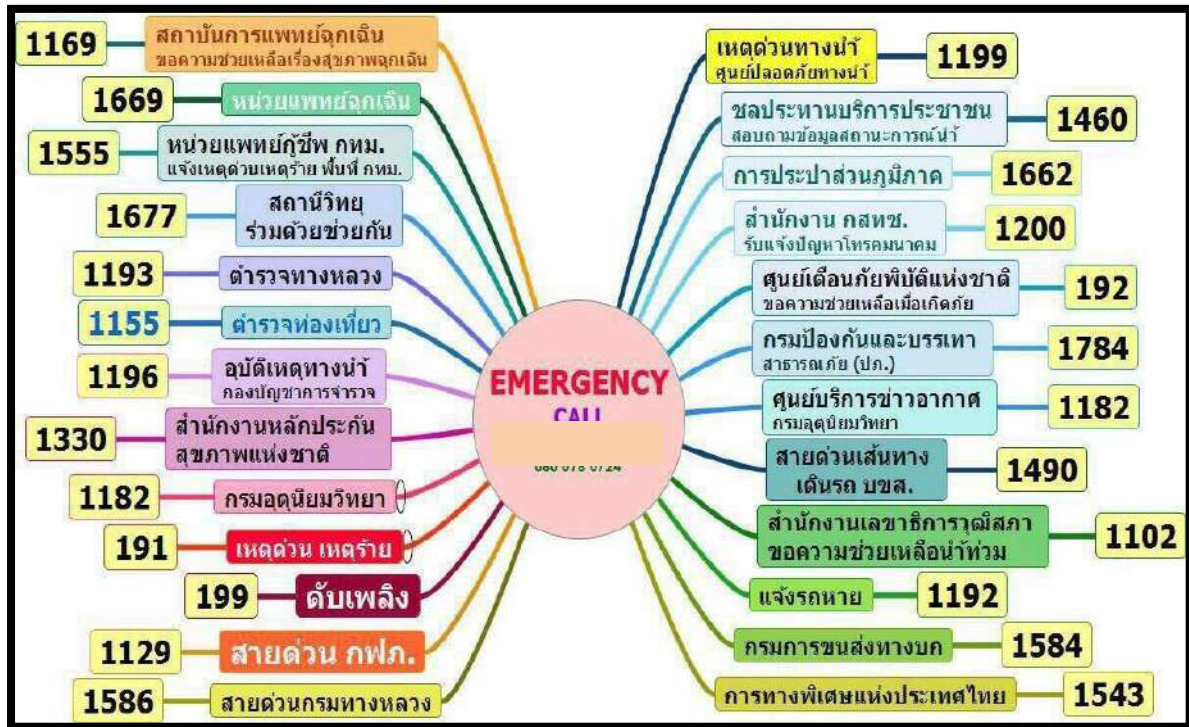 1169
สถาบันการแพทย์ฉุกเฉิน
ขอความช่วยเหลือเรื่องสุขภาพฉุกเฉิน
1669
หน่วยแพทย์ฉุกเฉิน
1555
หน่วยแพทย์กู้ชีพ กทม.
แจ้งเหตุด่วนเหตุร้าย พื้นที่ กทม.
1677
สถานีวิทยุ
ร่วมด้วยช่วยกัน
1193
ตำรวจทางหลวง
1155
ตำรวจท่องเที่ยว
1196
อุบัติเหตุทางน้ำ
กองบัญชาการจำรวจ
1330
สำนักงานหลักประกัน
สุขภาพแห่งชาติ
1182
กรมอุตุนิยมวิทยา
191
เหตุด่วน เหตุร้าย
199
ดับเพลิง
1129
สายด่วน กฟภ.
1586
สายด่วนกรมทางหลวง
EMERGENCY
CALL
เหตุด่วนทางน้ำ
ศูนย์ปลอดภัยทางน้ำ
1199
ชลประทานบริการประชาชน
สอบถามข้อมูลสถานะการณ์น้ำ
1460
การประปาส่วนภูมิภาค
1662
สำนักงาน กสทช.
รับแจ้งปัญหาโทรคมนาคม
1200
ศูนย์เตือนภัยพิบัติแห่งชาติ
ขอความช่วยเหลือเมื่อเกิดภัย
192
กรมป้องกันและบรรเทา
สาธารณภัย (ปภ.)
1784
ศูนย์บริการข่าวอากาศ
กรมอุตุนิยมวิทยา
1182
สายด่วนเส้นทาง
เดินรถ บขส.
1490
สำนักงานเลขาธิการวุฒิสภา
ขอความช่วยเหลือน้ำท่วม
1102
แจ้งรถหาย
1192
กรมการขนส่งทางบก
1584
การทางพิเศษแห่งประเทศไทย
1543